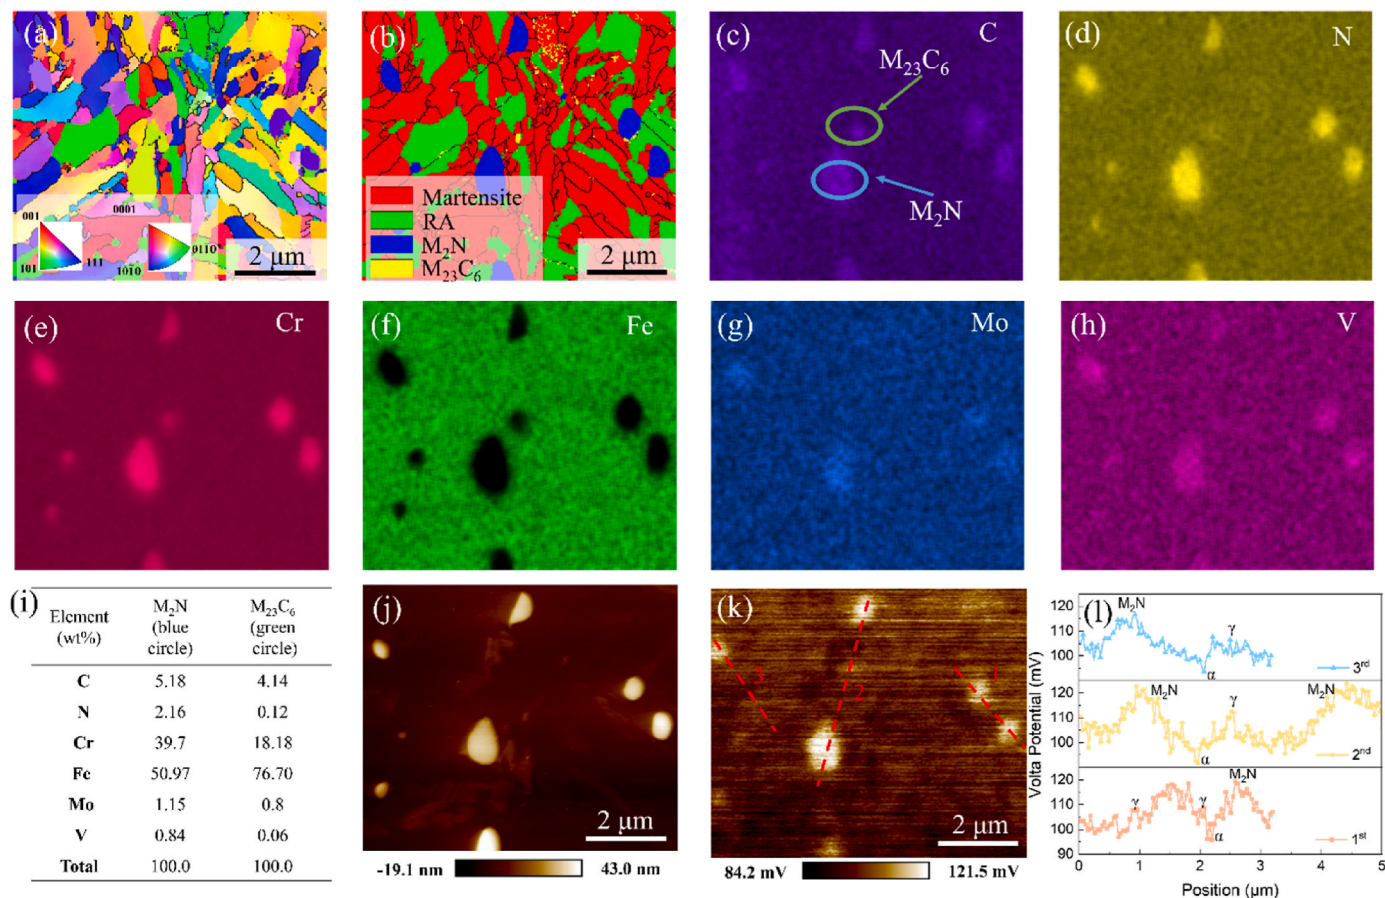 (a)
001
0001
101
111
1010
0110
2 μm
(b)
Martensite
RA
M₂N
M₂₃C₆
2 μm
(c)
C
M₂₃C₆
M₂N
(d)
N
(e)
Cr
(f)
Fe
(g)
Mo
(h)
V
(i)
Element (wt%)
M₂N (blue circle)
M₂₃C₆ (green circle)
C 5.18 4.14
N 2.16 0.12
Cr 39.7 18.18
Fe 50.97 76.70
Mo 1.15 0.8
V 0.84 0.06
Total 100.0 100.0
(j)
2 μm
-19.1 nm 43.0 nm
(k)
3
2
1
2 μm
84.2 mV 121.5 mV
(l)
Volta Potential (mV)
120
110
100
M₂N
γ
α
3rd
120
110
100
M₂N
γ
M₂N
α
2nd
120
110
100
90
γ
γ
M₂N
α
1st
0 1 2 3 4 5
Position (μm)